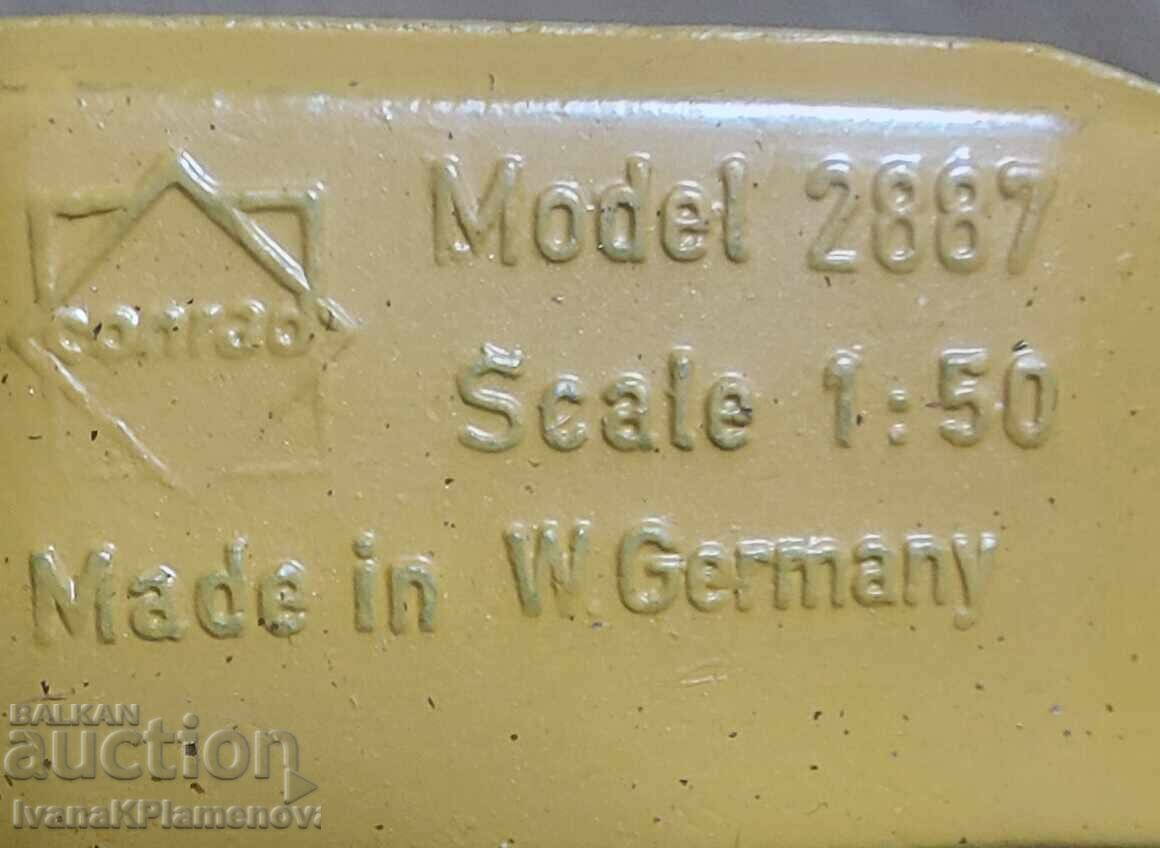 Model 2887
conrad
Scale 1:50
Made in W.Germany
BALKAN
auction
IvanaKPlamenova